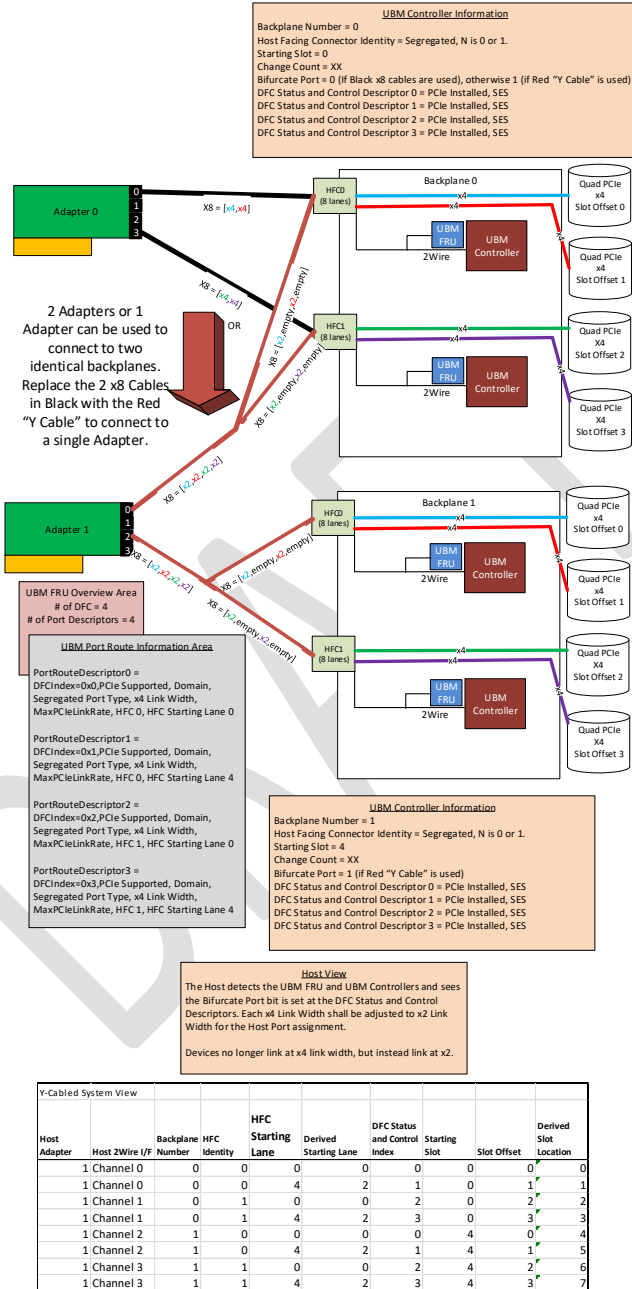 UBM Controller Information
Backplane Number = 0
Host Facing Connector Identity = Segregated, N is 0 or 1.
Starting Slot = 0
Change Count = XX
Bifurcate Port = 0 (If Black x8 cables are used), otherwise 1 (if Red “Y Cable” is used)
DFC Status and Control Descriptor 0 = PCIe Installed, SES
DFC Status and Control Descriptor 1 = PCIe Installed, SES
DFC Status and Control Descriptor 2 = PCIe Installed, SES
DFC Status and Control Descriptor 3 = PCIe Installed, SES
Adapter 0
0
1
2
3
X8 = [x4,x4]
X8 = [x4,x4]
HFC0
(8 lanes)
Backplane 0
x4
x4
x4
UBM
FRU
2Wire
UBM
Controller
Quad PCIe
x4
Slot Offset 0
Quad PCIe
x4
Slot Offset 1
2 Adapters or 1
Adapter can be used to
connect to two
identical backplanes.
Replace the 2 x8 Cables
in Black with the Red
“Y Cable” to connect to
a single Adapter.
OR
X8 = [x2,empty,x2,empty]
X8 = [x2,empty,x2,empty]
HFC1
(8 lanes)
x4
x4
x4
UBM
FRU
2Wire
UBM
Controller
Quad PCIe
x4
Slot Offset 2
Quad PCIe
x4
Slot Offset 3
X8 = [x2,x2,x2,x2]
Adapter 1
0
1
2
3
X8 = [x2,x2,x2,x2]
X8 = [x2,empty,x2,empty]
X8 = [x2,empty,x2,empty]
HFC0
(8 lanes)
Backplane 1
x4
x4
x4
UBM
FRU
2Wire
UBM
Controller
Quad PCIe
x4
Slot Offset 0
Quad PCIe
x4
Slot Offset 1
HFC1
(8 lanes)
x4
x4
x4
UBM
FRU
2Wire
UBM
Controller
Quad PCIe
x4
Slot Offset 2
Quad PCIe
X4
Slot Offset 3
UBM FRU Overview Area
# of DFC = 4
# of Port Descriptors = 4
UBM Port Route Information Area
PortRouteDescriptor0 =
DFCIndex=0x0,PCIe Supported, Domain,
Segregated Port Type, x4 Link Width,
MaxPCIeLinkRate, HFC 0, HFC Starting Lane 0
PortRouteDescriptor1 =
DFCIndex=0x1,PCIe Supported, Domain,
Segregated Port Type, x4 Link Width,
MaxPCIeLinkRate, HFC 0, HFC Starting Lane 4
PortRouteDescriptor2 =
DFCIndex=0x2,PCIe Supported, Domain,
Segregated Port Type, x4 Link Width,
MaxPCIeLinkRate, HFC 1, HFC Starting Lane 0
PortRouteDescriptor3 =
DFCIndex=0x3,PCIe Supported, Domain,
Segregated Port Type, x4 Link Width,
MaxPCIeLinkRate, HFC 1, HFC Starting Lane 4
UBM Controller Information
Backplane Number = 1
Host Facing Connector Identity = Segregated, N is 0 or 1.
Starting Slot = 4
Change Count = XX
Bifurcate Port = 1 (if Red “Y Cable” is used)
DFC Status and Control Descriptor 0 = PCIe Installed, SES
DFC Status and Control Descriptor 1 = PCIe Installed, SES
DFC Status and Control Descriptor 2 = PCIe Installed, SES
DFC Status and Control Descriptor 3 = PCIe Installed, SES
Host View
The Host detects the UBM FRU and UBM Controllers and sees
the Bifurcate Port bit is set at the DFC Status and Control
Descriptors. Each x4 Link Width shall be adjusted to x2 Link
Width for the Host Port assignment.
Devices no longer link at x4 link width, but instead link at x2.
Y-Cabled System View
Host Adapter Host 2Wire I/F Backplane Number HFC Identity HFC Starting Lane Derived Starting Lane DFC Status and Control Index Starting Slot Slot Offset Derived Slot Location
1 Channel 0 0 0 0 0 0 0 0 0
1 Channel 0 0 0 4 2 1 0 1 1
1 Channel 1 0 1 0 0 2 0 2 2
1 Channel 1 0 1 4 2 3 0 3 3
1 Channel 2 1 0 0 0 0 4 0 4
1 Channel 2 1 0 4 2 1 4 1 5
1 Channel 3 1 1 0 0 2 4 2 6
1 Channel 3 1 1 4 2 3 4 3 7